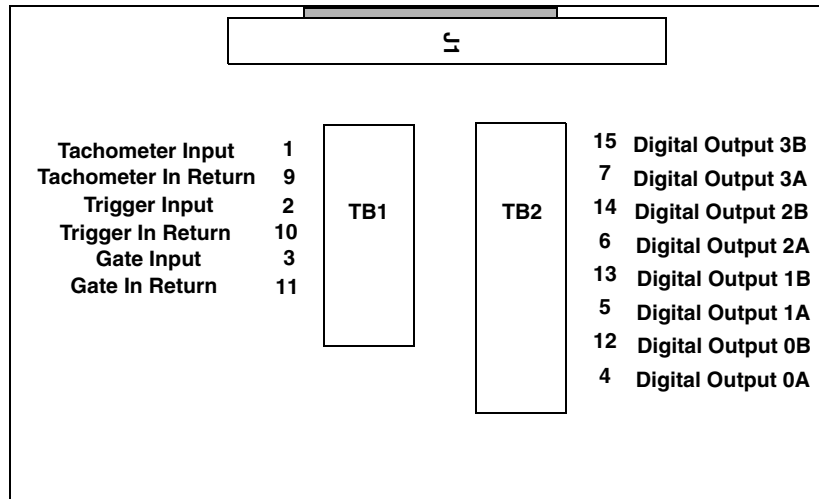 J1
Tachometer Input 1
Tachometer In Return 9
Trigger Input 2
Trigger In Return 10
Gate Input 3
Gate In Return 11
TB1
TB2
15 Digital Output 3B
7 Digital Output 3A
14 Digital Output 2B
6 Digital Output 2A
13 Digital Output 1B
5 Digital Output 1A
12 Digital Output 0B
4 Digital Output 0A